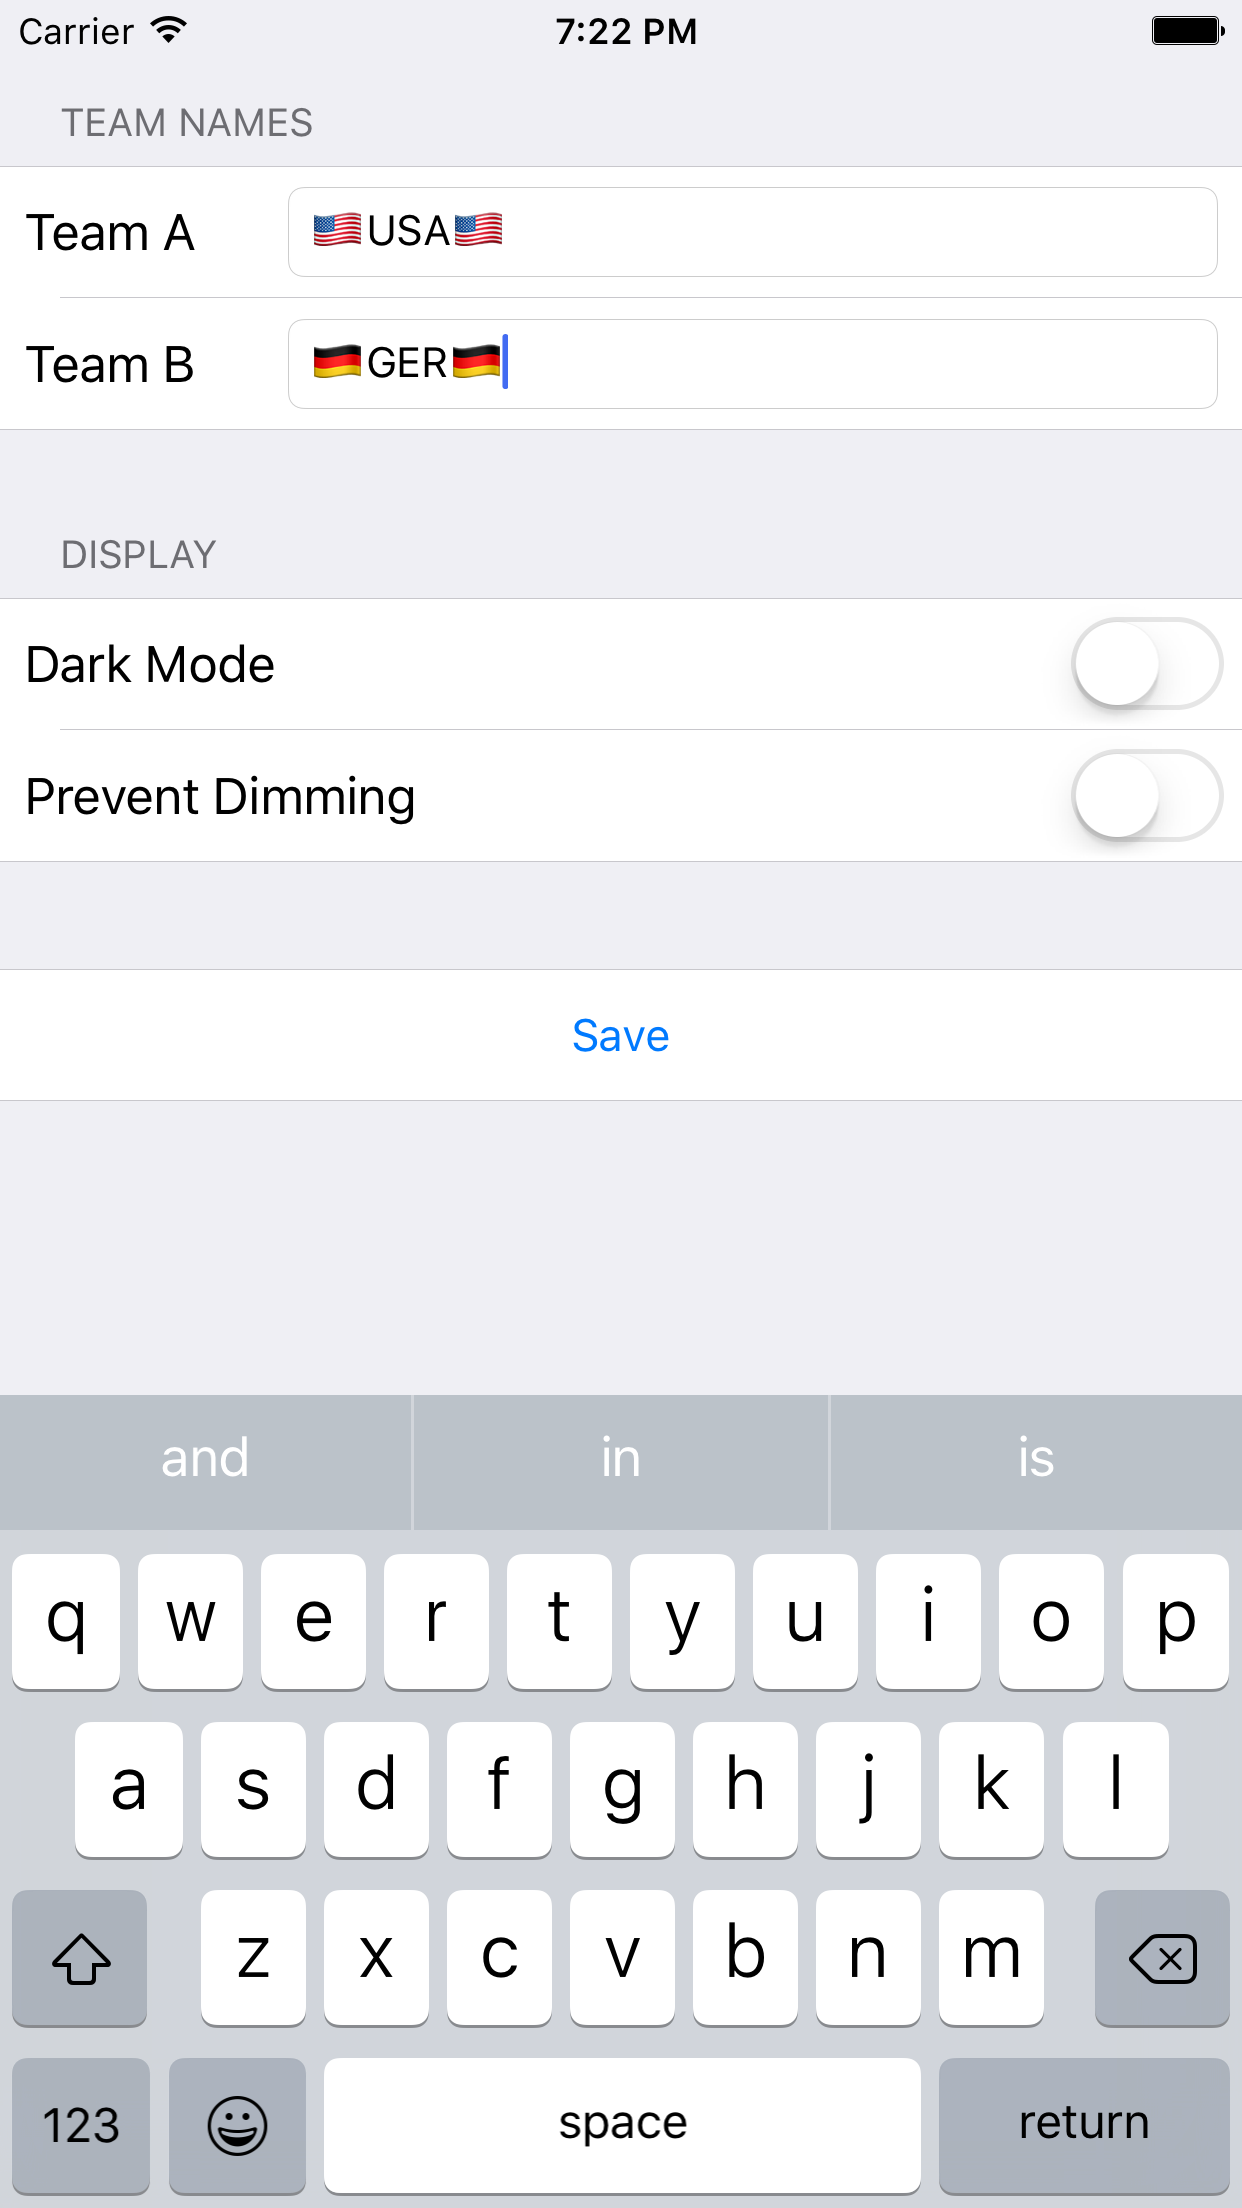 Carrier 7:22 PM
TEAM NAMES
Team A 🇺🇸USA🇺🇸
Team B 🇩🇪GER🇩🇪
DISPLAY
Dark Mode
Prevent Dimming
Save
and in is
q w e r t y u i o p
a s d f g h j k l
z x c v b n m
123 space return